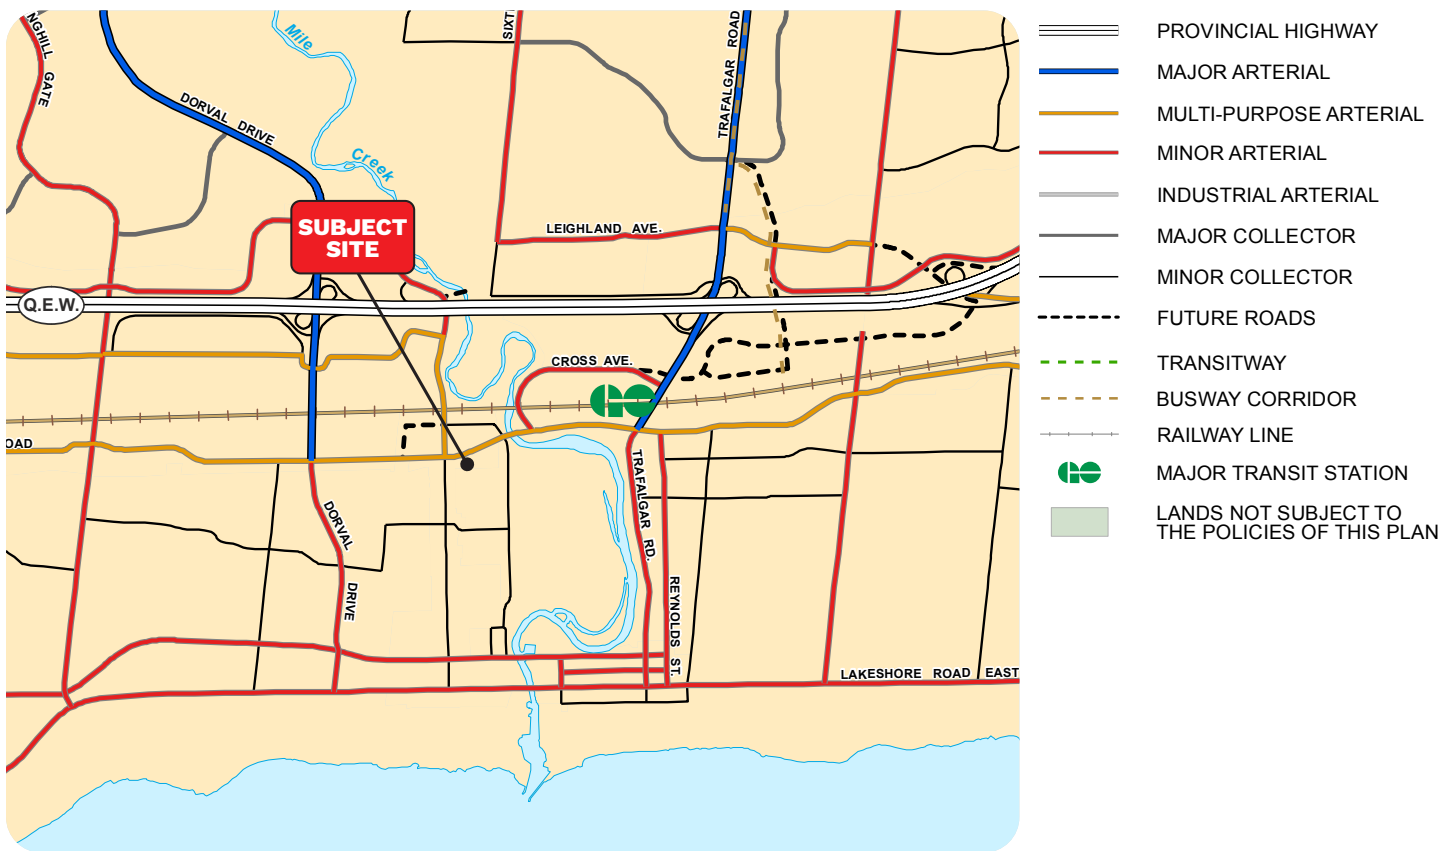 NGHILL GATE
DORVAL DRIVE
Mile
Creek
SIXT
TRAFALGAR ROAD
SUBJECT
SITE
LEIGHLAND AVE.
Q.E.W.
CROSS AVE.
GO
OAD
DORVAL DRIVE
TRAFALGAR RD.
REYNOLDS ST.
LAKESHORE ROAD EAST
PROVINCIAL HIGHWAY
MAJOR ARTERIAL
MULTI-PURPOSE ARTERIAL
MINOR ARTERIAL
INDUSTRIAL ARTERIAL
MAJOR COLLECTOR
MINOR COLLECTOR
FUTURE ROADS
TRANSITWAY
BUSWAY CORRIDOR
RAILWAY LINE
GO
MAJOR TRANSIT STATION
LANDS NOT SUBJECT TO
THE POLICIES OF THIS PLAN